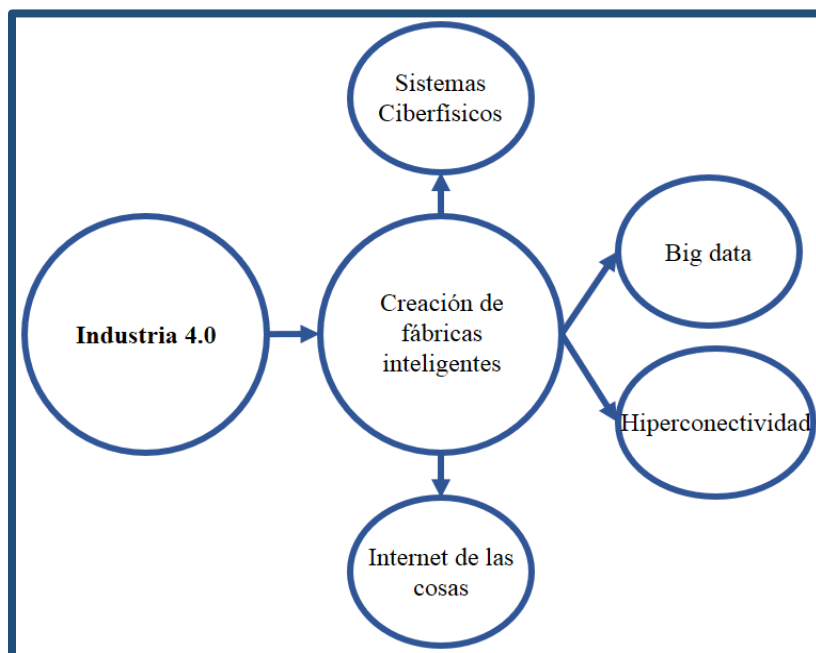 Sistemas
Ciberfísicos
Big data
Industria 4.0
Creación de
fábricas
inteligentes
Hiperconectividad
Internet de las
cosas